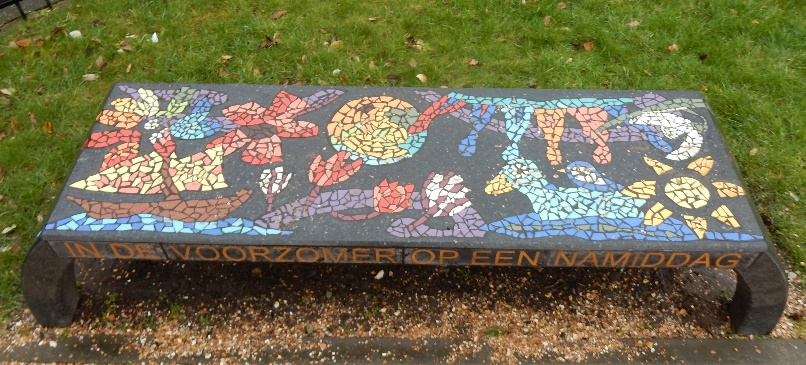 IN DE VOORZOMER OP EEN NAMIDDAG